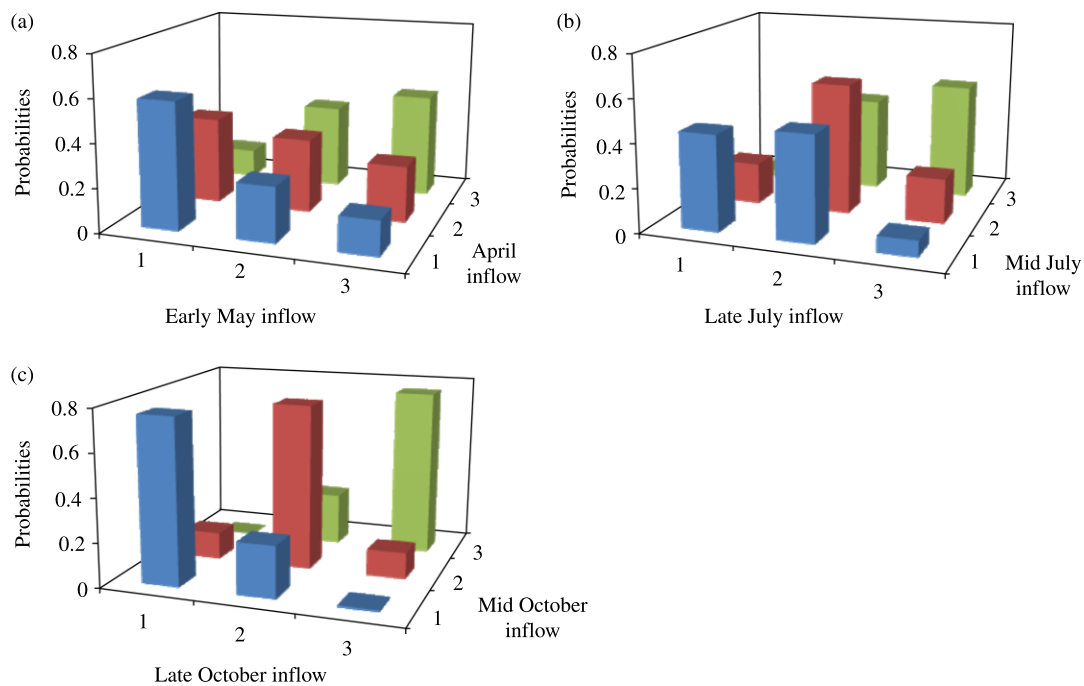 (a)
0.8
0.6
0.4
0.2
0
Probabilities
1
2
3
Early May inflow
1
2
3
April
inflow
(b)
0.8
0.6
0.4
0.2
0
Probabilities
1
2
3
Late July inflow
1
2
3
Mid July
inflow
(c)
0.8
0.6
0.4
0.2
0
Probabilities
1
2
3
Late October inflow
1
2
3
Mid October
inflow